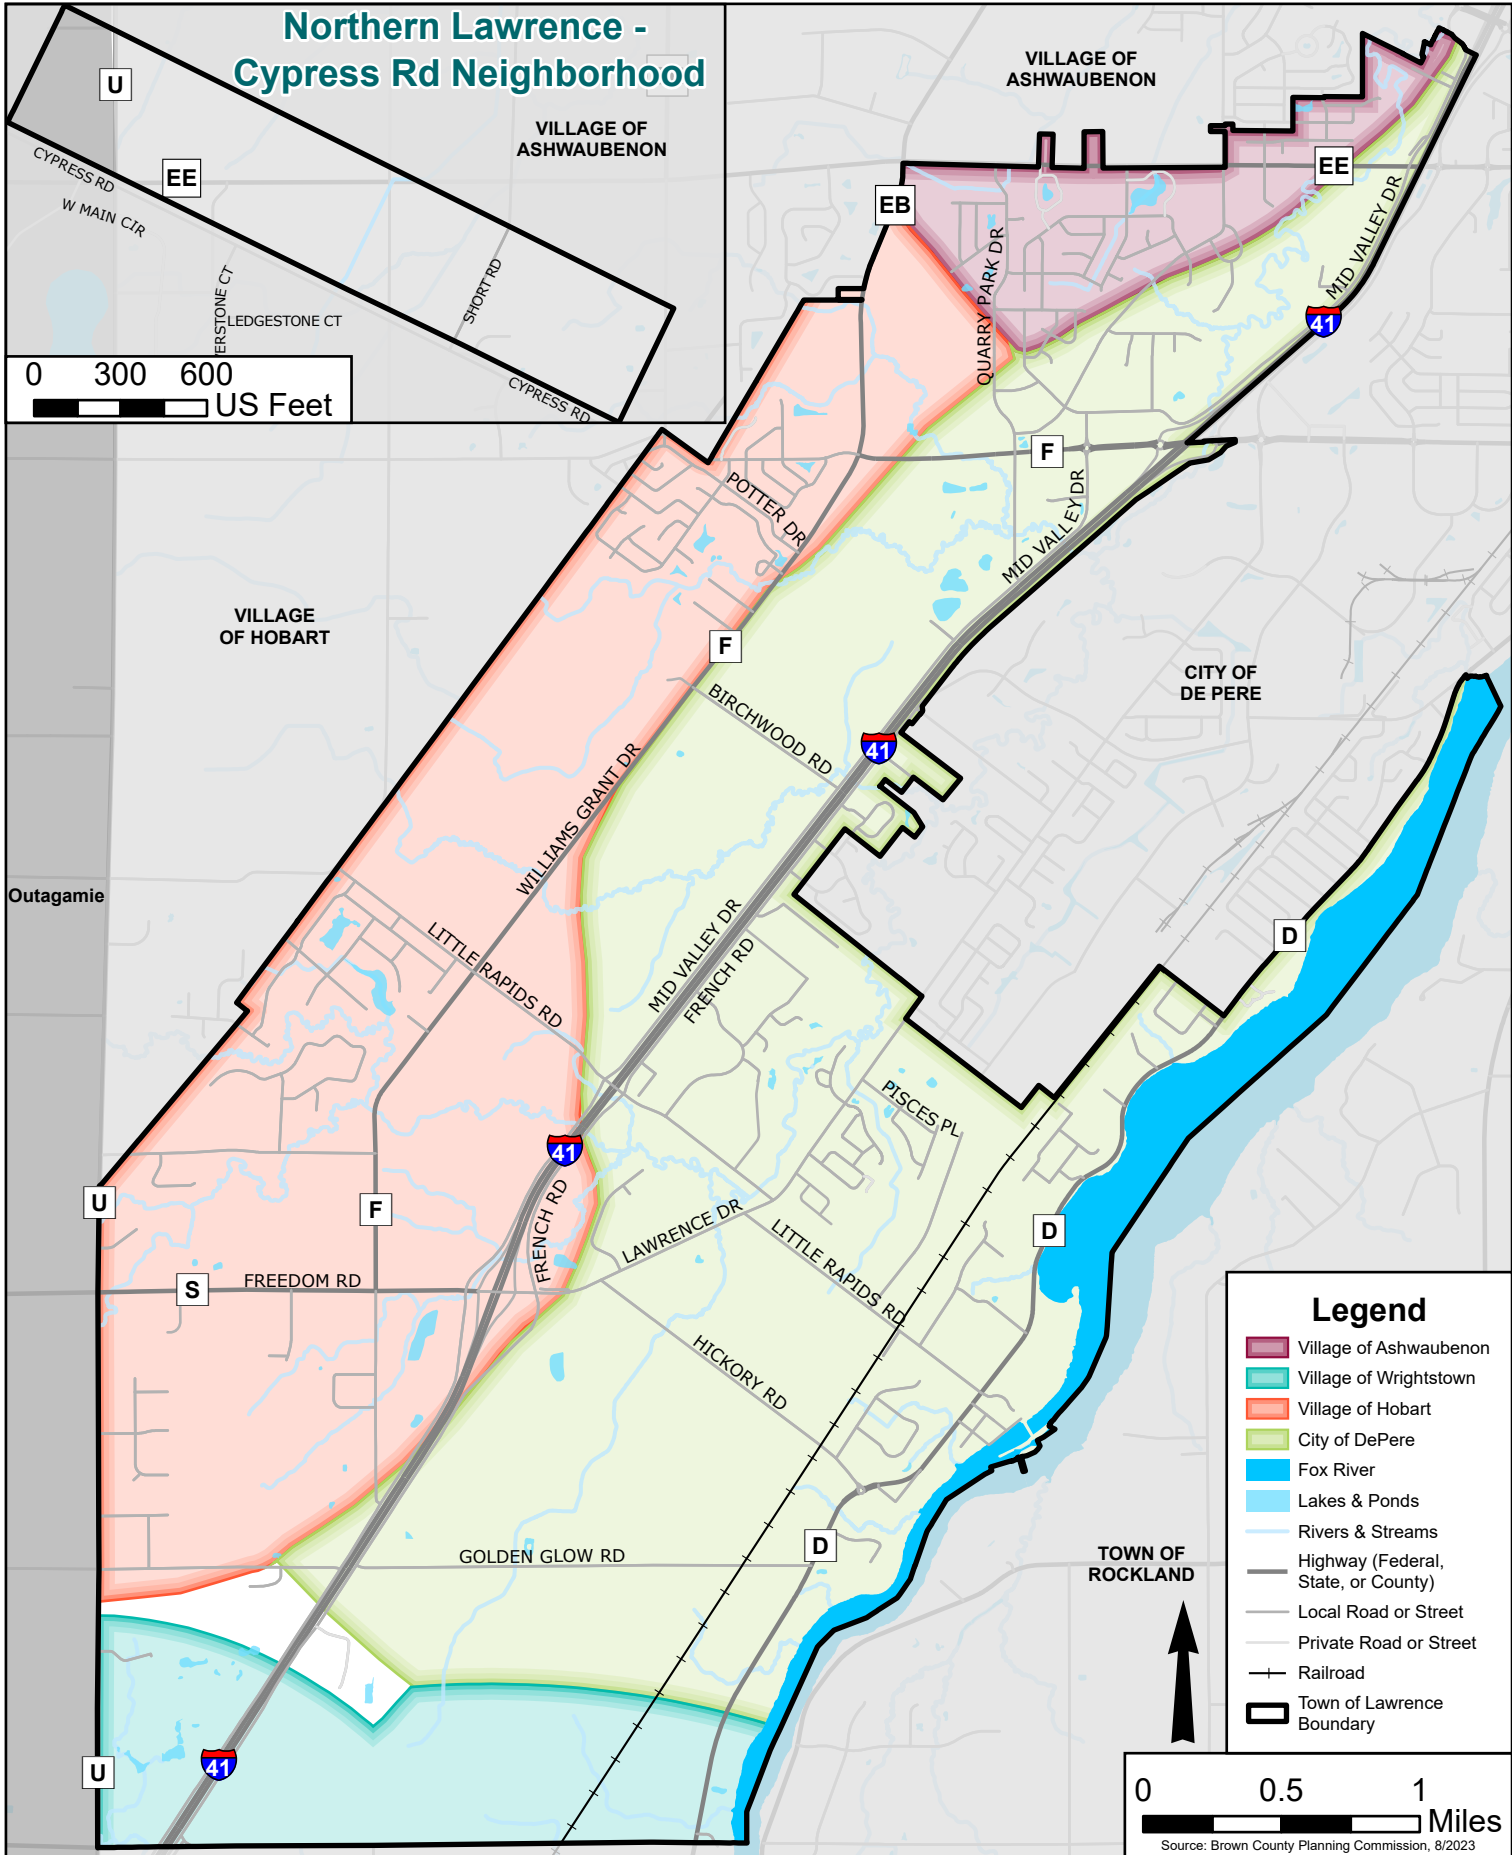 Northern Lawrence -
Cypress Rd Neighborhood
U
VILLAGE OF
ASHWAUBENON
CYPRESS RD
EE
W MAIN CIR
ERSTONE CT
LEDGESTONE CT
SHORT RD
CYPRESS RD
0 300 600
US Feet
VILLAGE OF
ASHWAUBENON
EE
EB
MID VALLEY DR
QUARRY PARK DR
41
F
POTTER DR
MID VALLEY DR
VILLAGE
OF HOBART
F
CITY OF
DE PERE
BIRCHWOOD RD
41
WILLIAMS GRANT DR
Outagamie
LITTLE RAPIDS RD
MID VALLEY DR
FRENCH RD
D
PISCES PL
41
U
F
FRENCH RD
LAWRENCE DR
LITTLE RAPIDS RD
D
S
FREEDOM RD
HICKORY RD
GOLDEN GLOW RD
D
TOWN OF
ROCKLAND
U
41
Legend
Village of Ashwaubenon
Village of Wrightstown
Village of Hobart
City of DePere
Fox River
Lakes & Ponds
Rivers & Streams
Highway (Federal,
State, or County)
Local Road or Street
Private Road or Street
Railroad
Town of Lawrence
Boundary
0 0.5 1
Miles
Source: Brown County Planning Commission, 8/2023